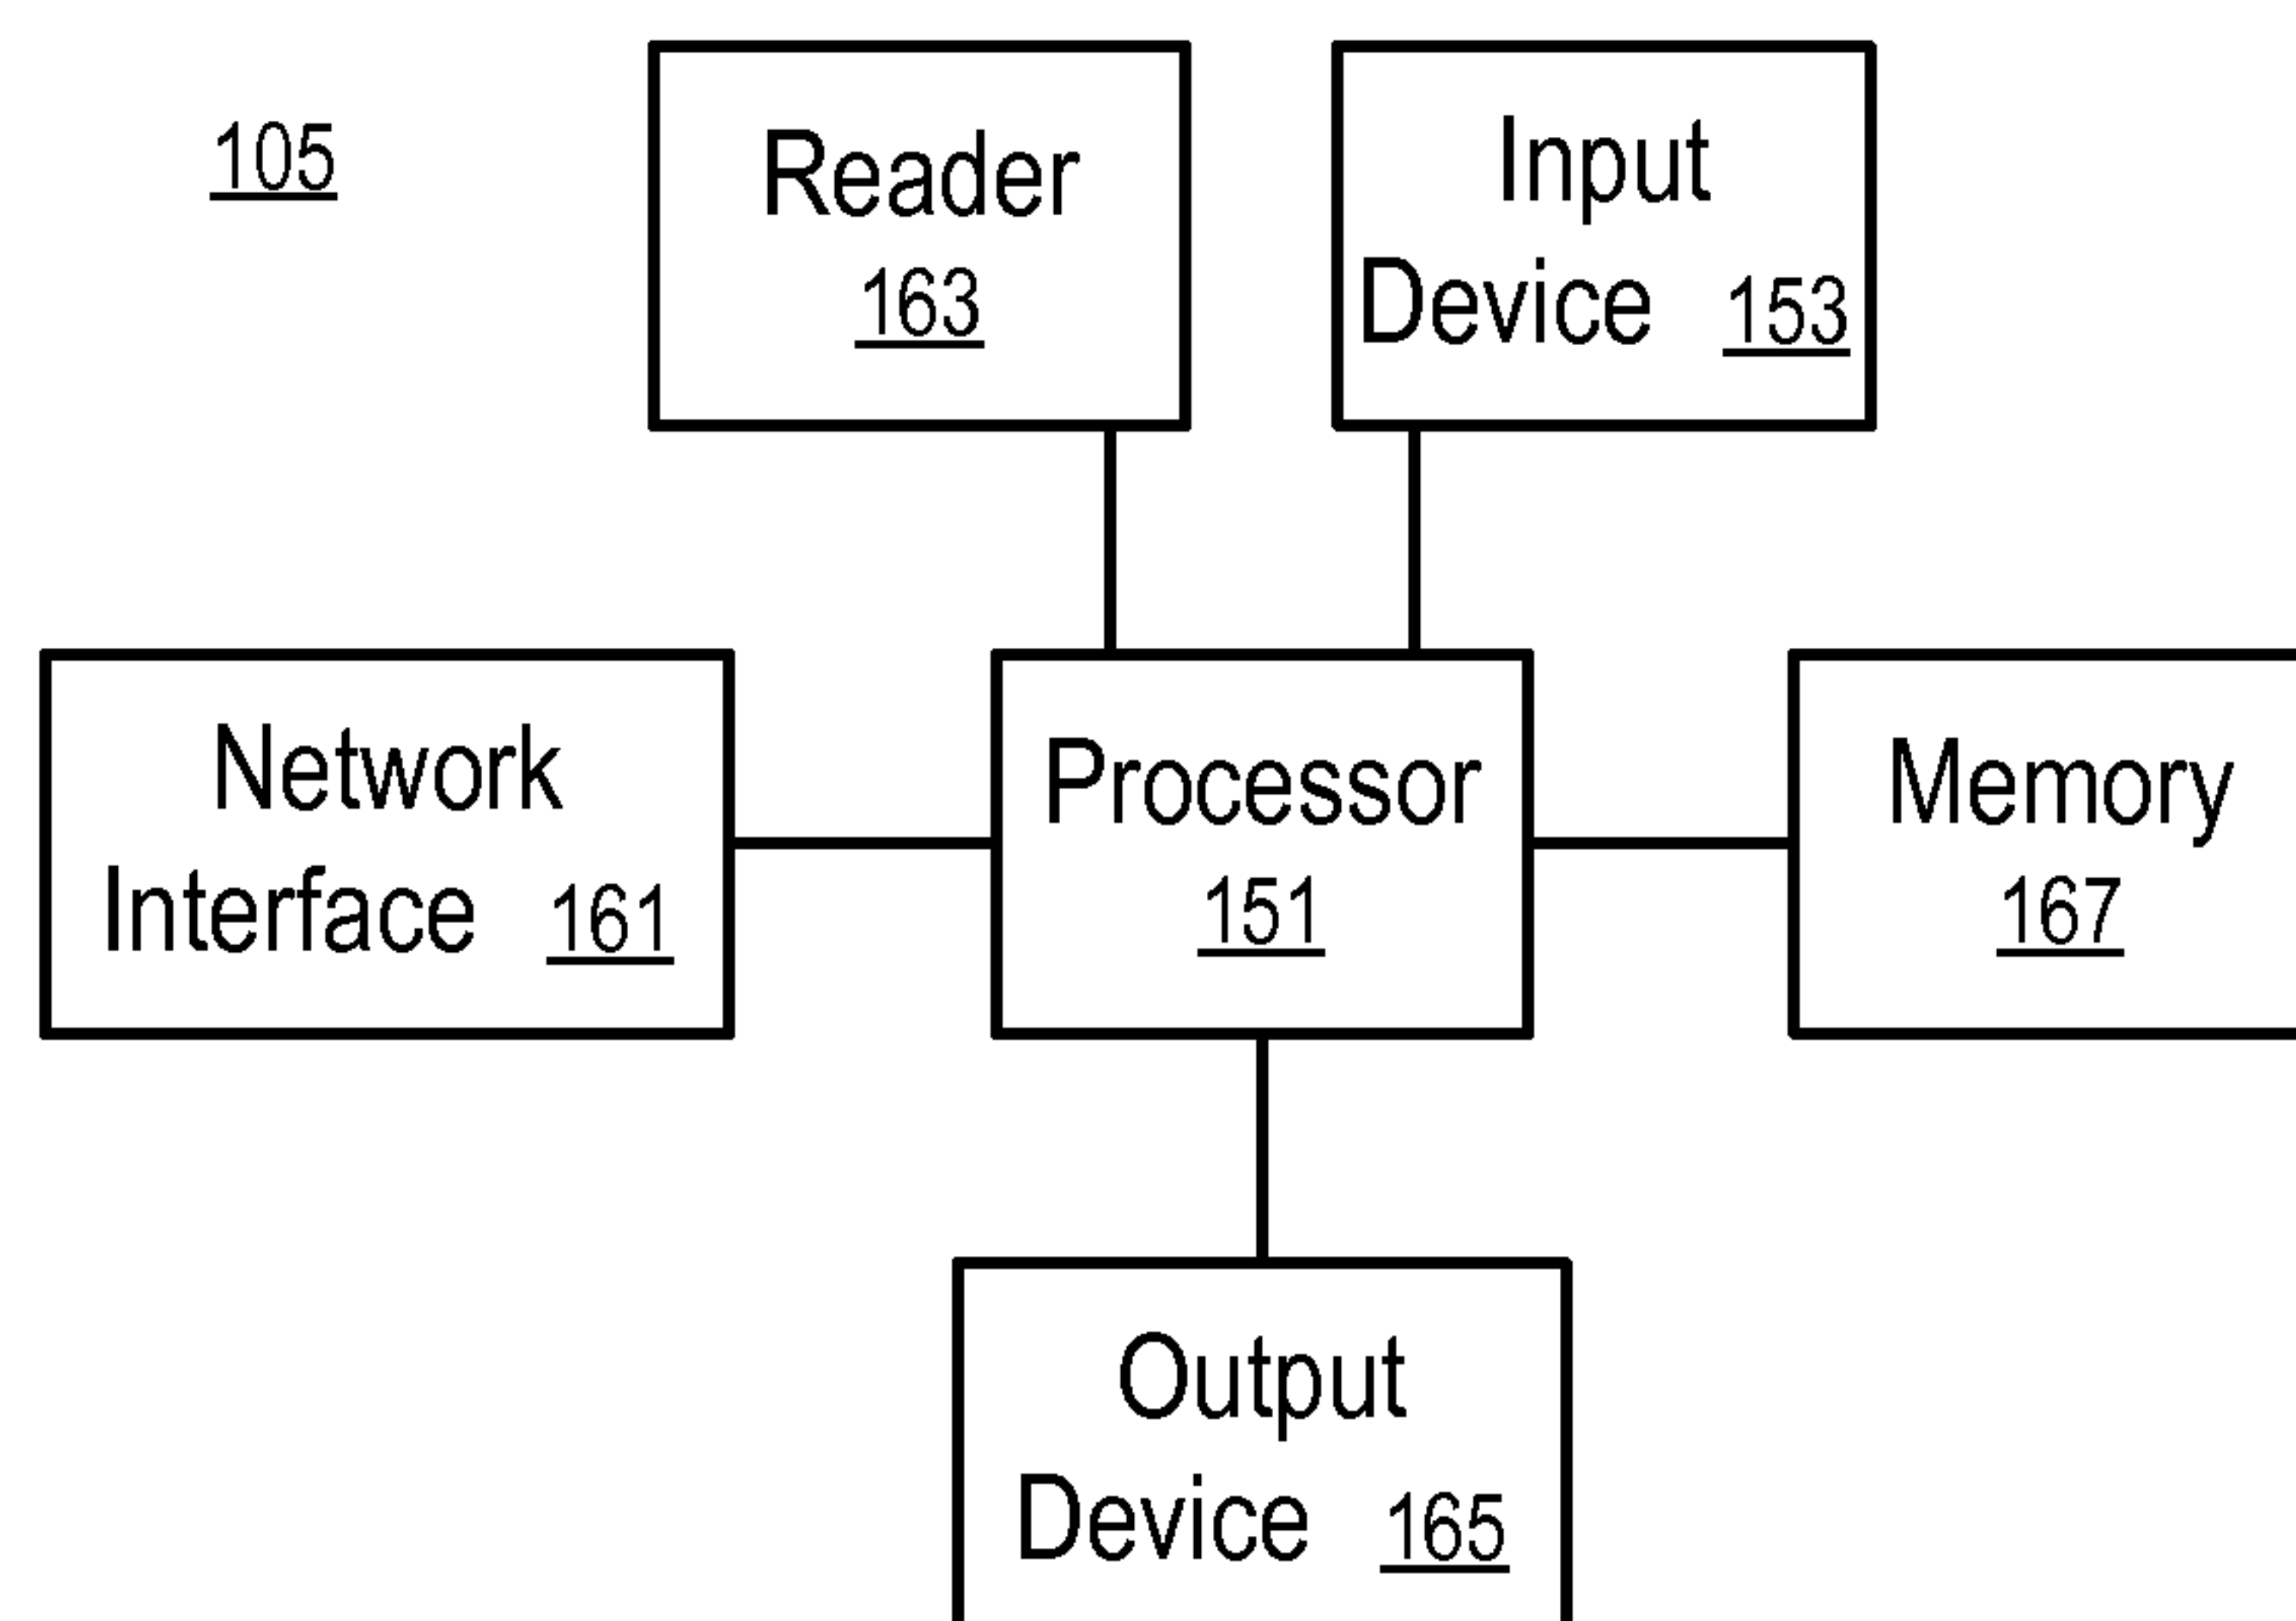 105
Reader
163
Input
Device 153
Network
Interface 161
Processor
151
Memory
167
Output
Device 165